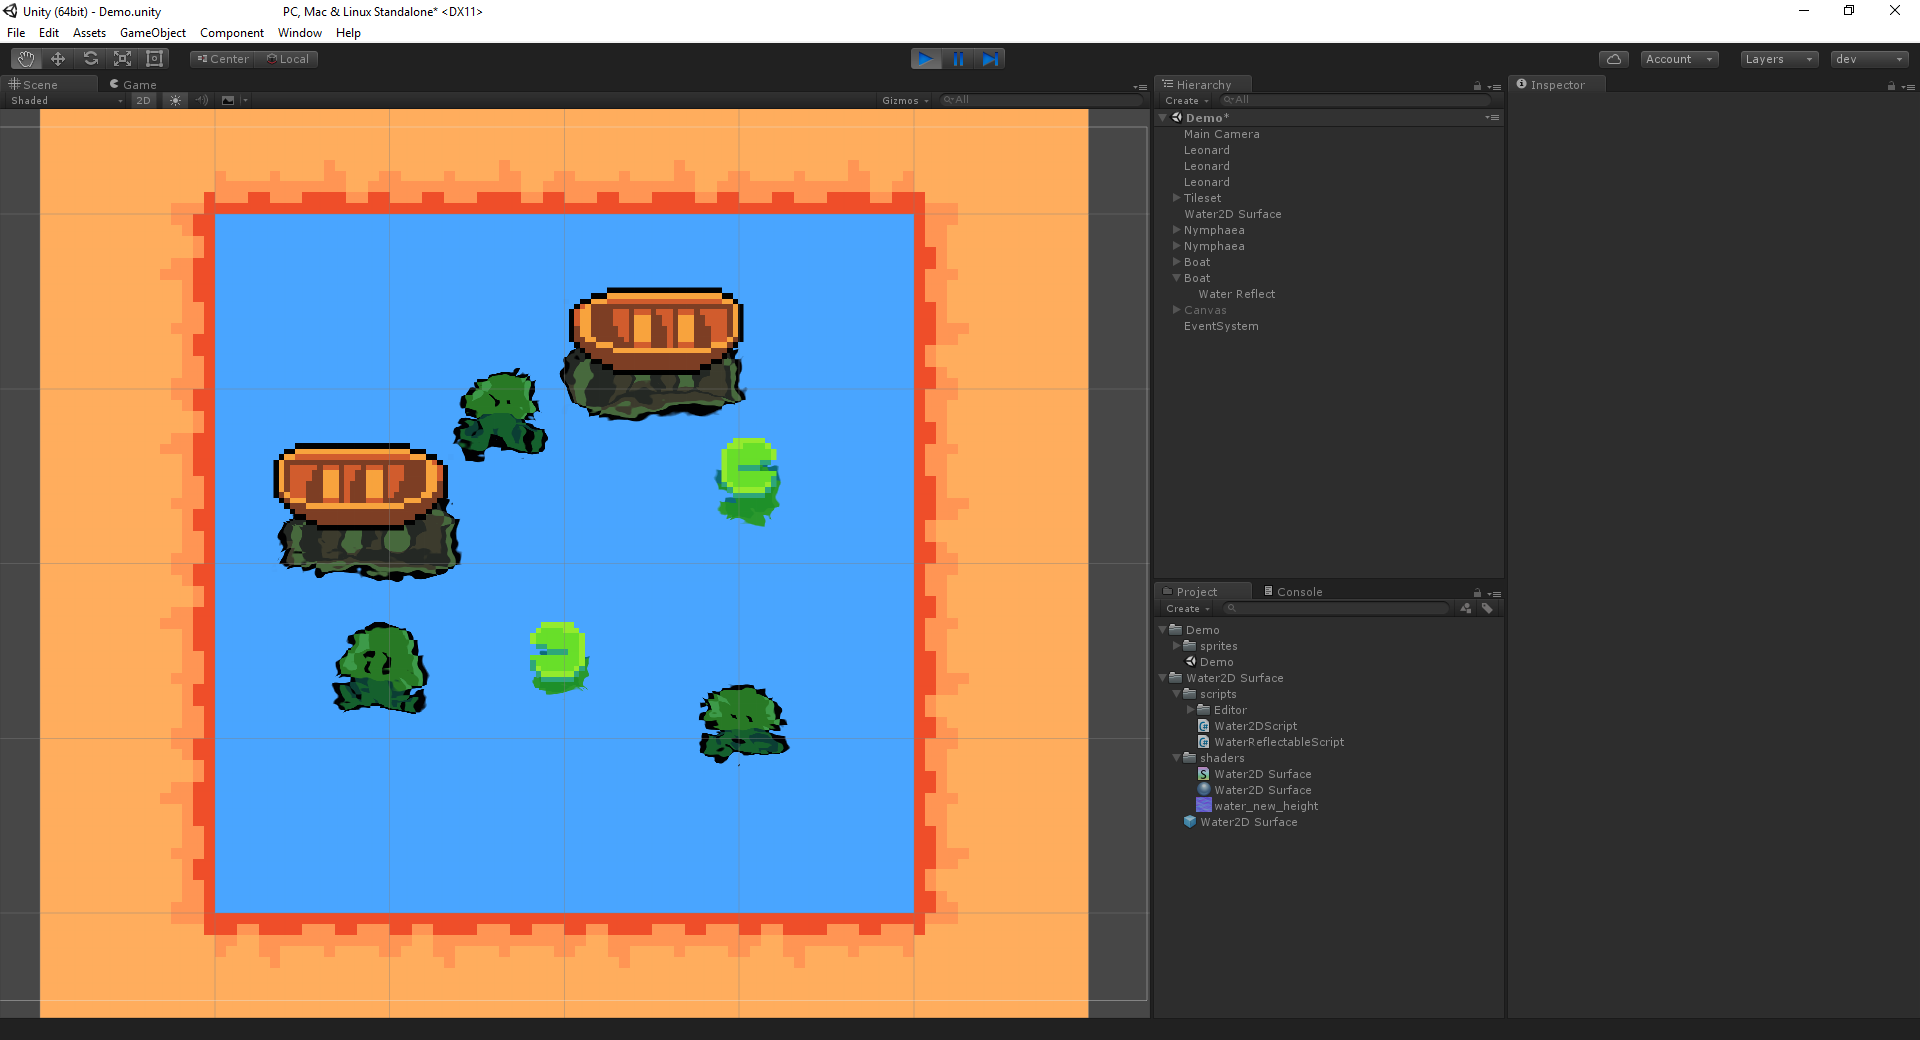 Unity (64bit) - Demo.unity PC, Mac & Linux Standalone* <DX11>
File Edit Assets GameObject Component Window Help
Center Local Account Layers dev
Scene Game
Shaded 2D Gizmos All
Hierarchy
Create All
Demo*
Main Camera
Leonard
Leonard
Leonard
Tileset
Water2D Surface
Nymphaea
Nymphaea
Boat
Boat
Water Reflect
Canvas
EventSystem
Project Console
Create
Demo
sprites
Demo
Water2D Surface
scripts
Editor
Water2DScript
WaterReflectableScript
shaders
Water2D Surface
Water2D Surface
water_new_height
Water2D Surface
Inspector